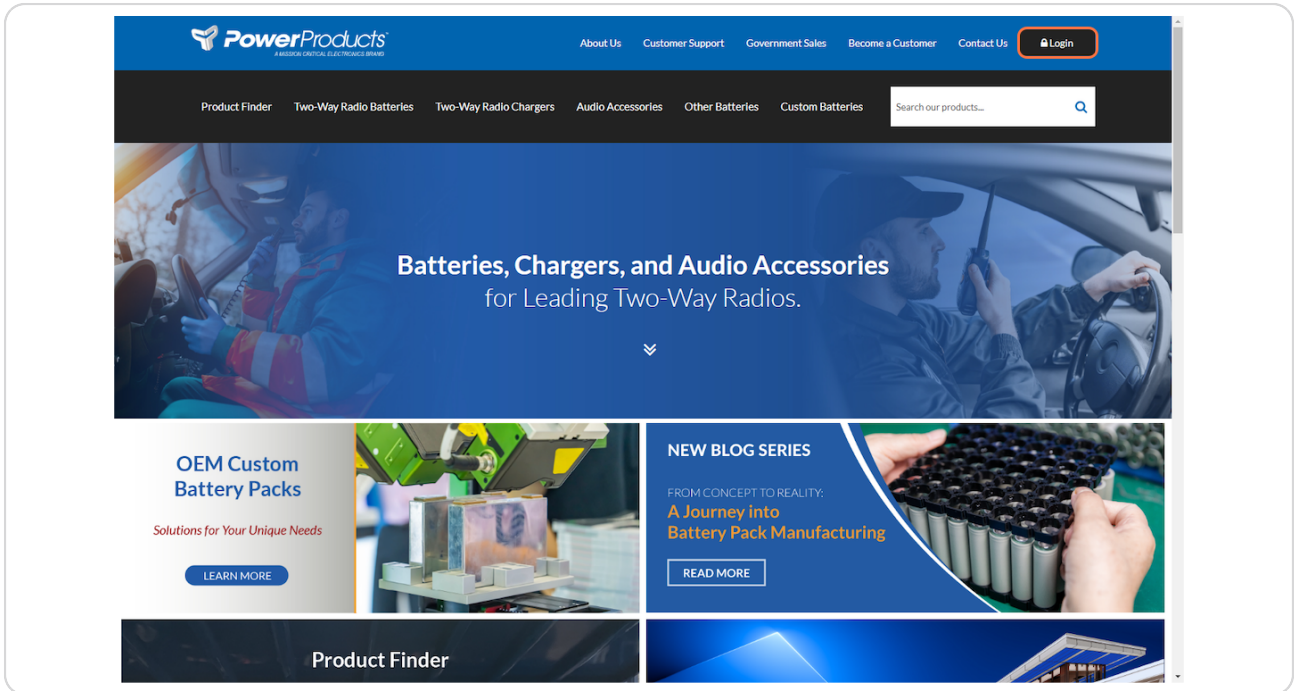 PowerProducts
A MISSION CRITICAL ELECTRONICS BRAND
About Us Customer Support Government Sales Become a Customer Contact Us Login
Product Finder Two-Way Radio Batteries Two-Way Radio Chargers Audio Accessories Other Batteries Custom Batteries Search our products...
Batteries, Chargers, and Audio Accessories
for Leading Two-Way Radios.
OEM Custom
Battery Packs
Solutions for Your Unique Needs
LEARN MORE
NEW BLOG SERIES
FROM CONCEPT TO REALITY:
A Journey into
Battery Pack Manufacturing
READ MORE
Product Finder